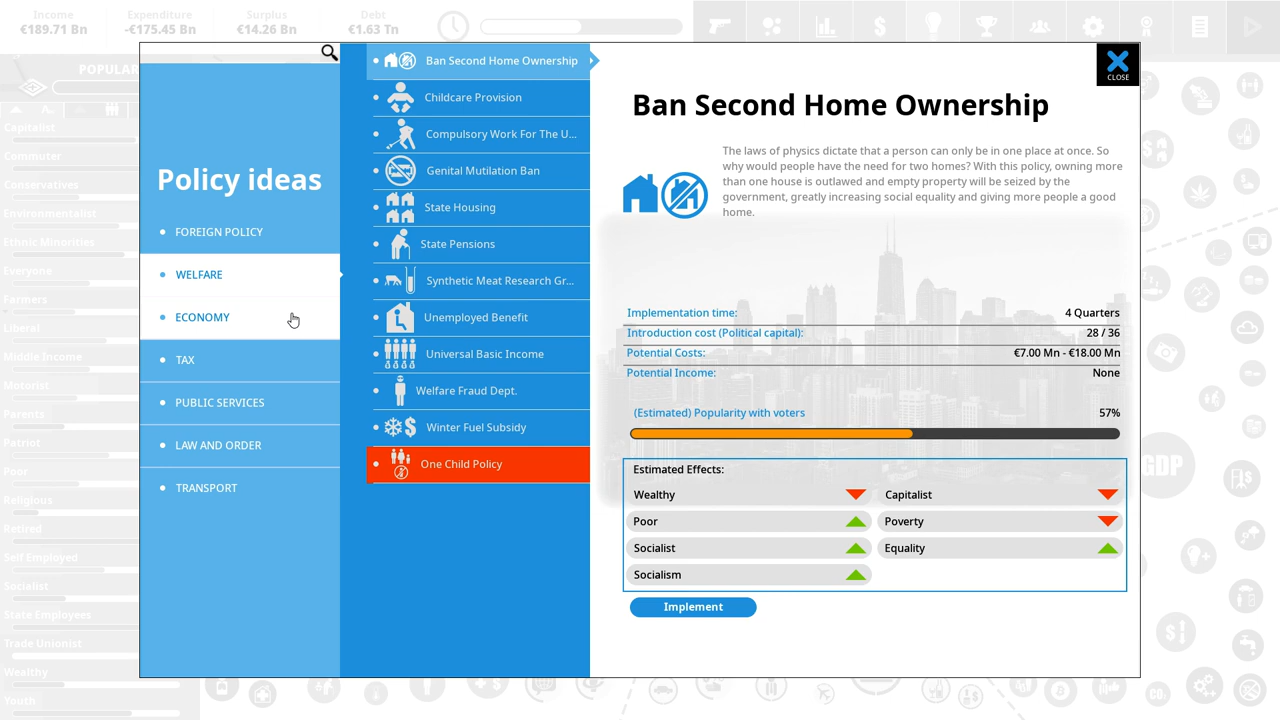 Income
€189.71 Bn
Expenditure
-€175.45 Bn
Surplus
€14.26 Bn
Debt
€1.63 Tn
POPULAR
Capitalist
Commuter
Conservatives
Environmentalist
Ethnic Minorities
Everyone
Farmers
Liberal
Middle Income
Motorist
Parents
Patriot
Poor
Religious
Retired
Self Employed
Socialist
State Employees
Trade Unionist
Wealthy
Youth
Policy ideas
FOREIGN POLICY
WELFARE
ECONOMY
TAX
PUBLIC SERVICES
LAW AND ORDER
TRANSPORT
Ban Second Home Ownership
Childcare Provision
Compulsory Work For The U...
Genital Mutilation Ban
State Housing
State Pensions
Synthetic Meat Research Gr...
Unemployed Benefit
Universal Basic Income
Welfare Fraud Dept.
Winter Fuel Subsidy
One Child Policy
CLOSE
Ban Second Home Ownership
The laws of physics dictate that a person can only be in one place at once. So
why would people have the need for two homes? With this policy, owning more
than one house is outlawed and empty property will be seized by the
government, greatly increasing social equality and giving more people a good
home.
Implementation time: 4 Quarters
Introduction cost (Political capital): 28 / 36
Potential Costs: €7.00 Mn - €18.00 Mn
Potential Income: None
(Estimated) Popularity with voters 57%
Estimated Effects:
Wealthy Capitalist
Poor Poverty
Socialist Equality
Socialism
Implement
GDP
CO₂